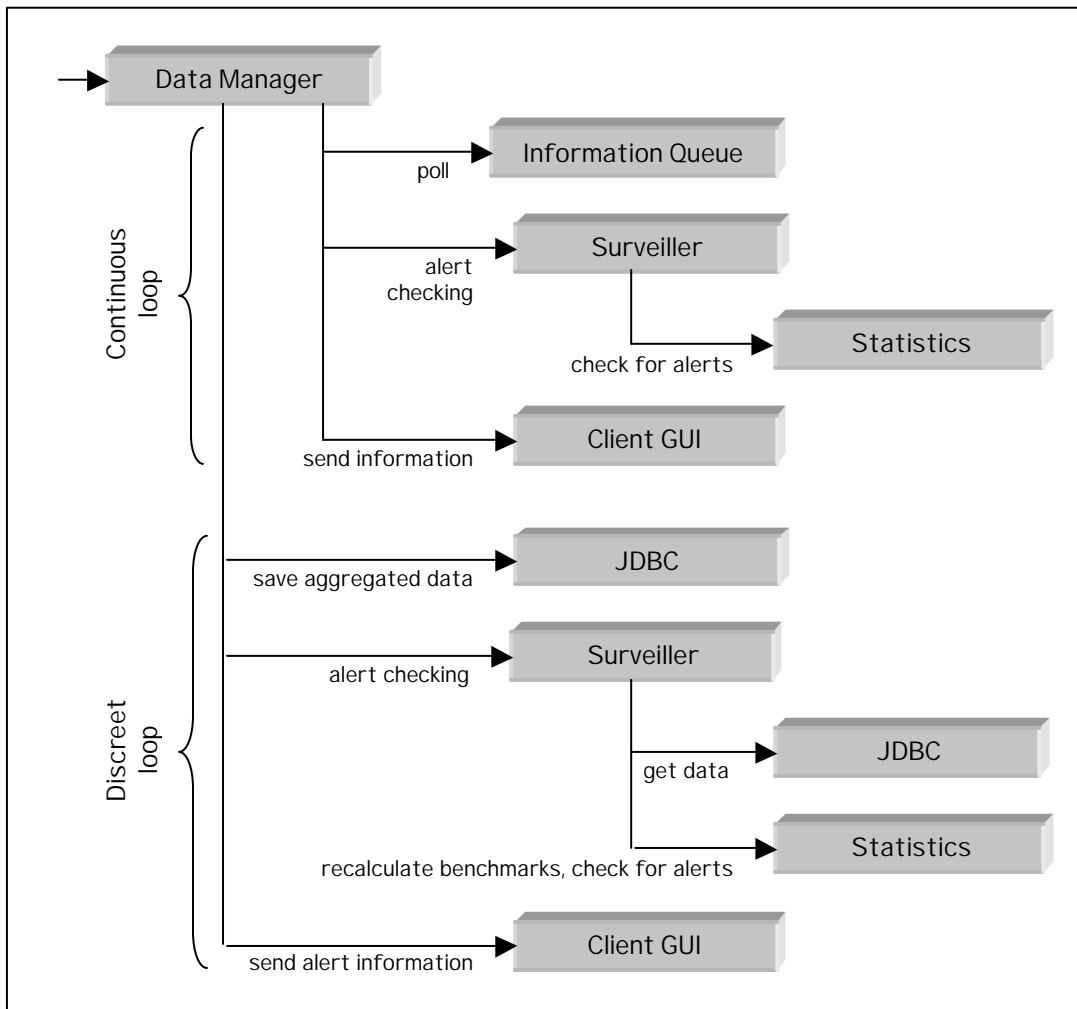 Data Manager
Information Queue
poll
Continuous
loop
Surveiller
alert
checking
Statistics
check for alerts
Client GUI
send information
Discreet
loop
JDBC
save aggregated data
Surveiller
alert checking
JDBC
get data
Statistics
recalculate benchmarks, check for alerts
Client GUI
send alert information